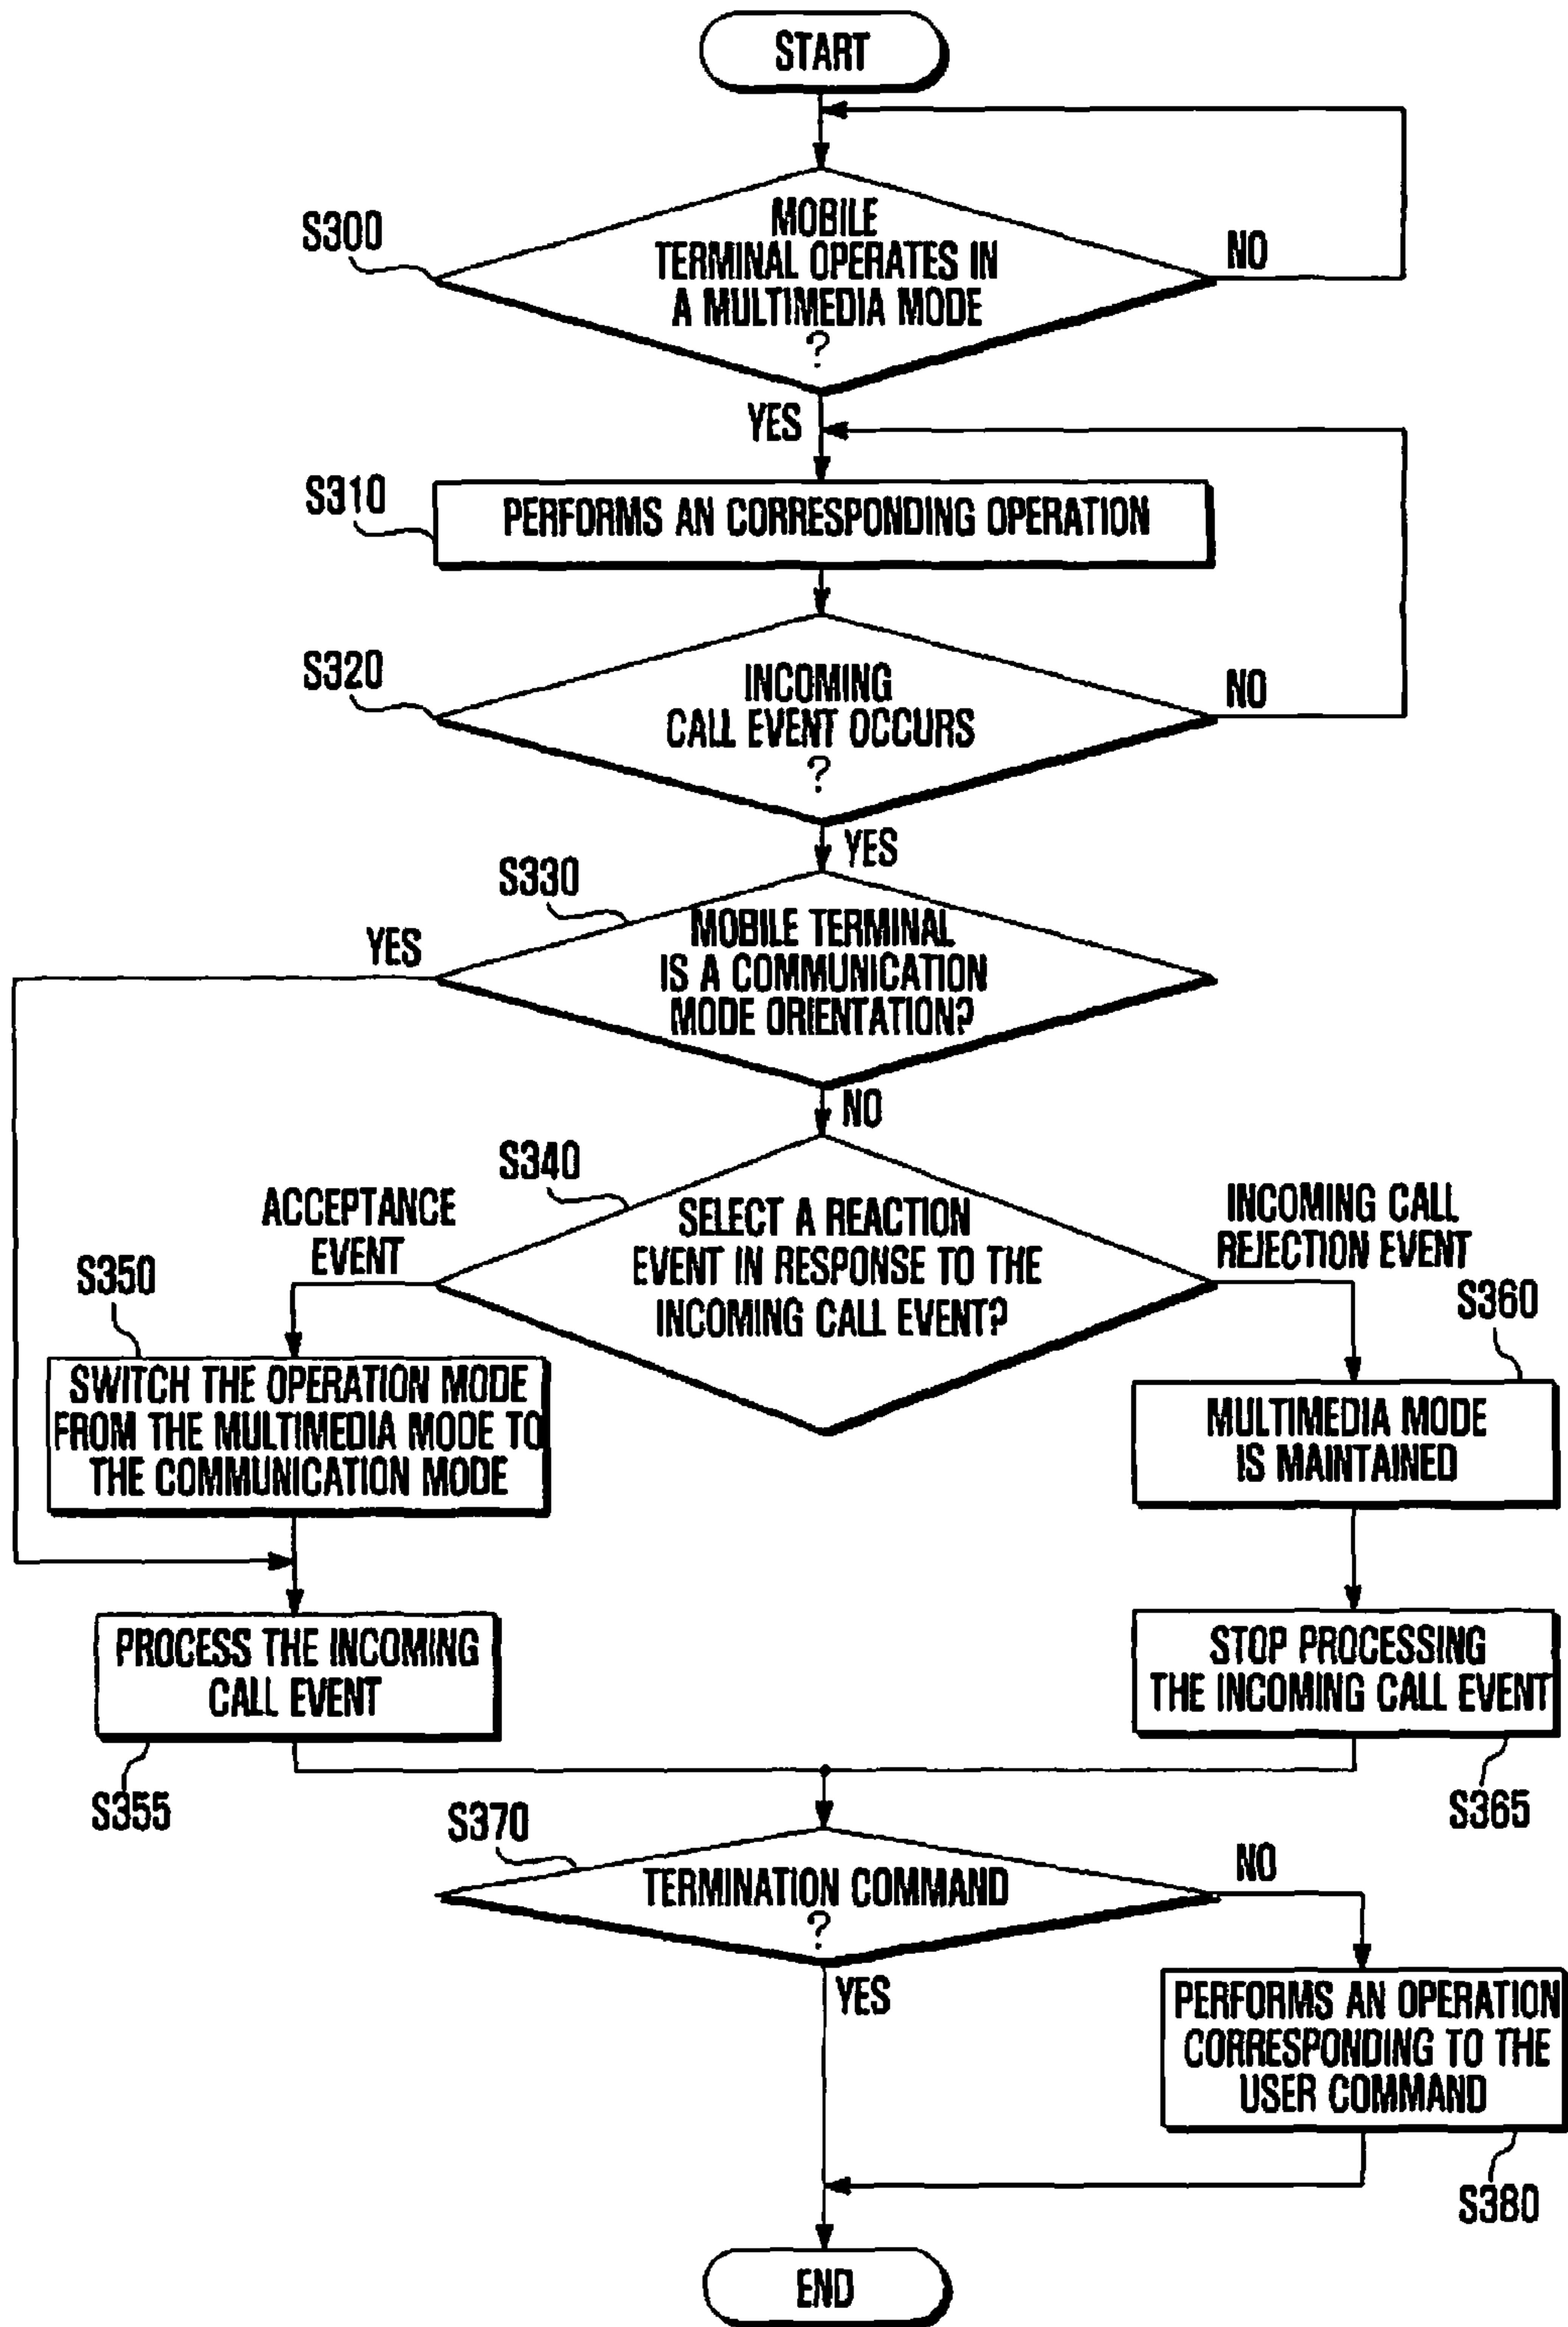 START
S300
MOBILE
TERMINAL OPERATES IN
A MULTIMEDIA MODE
?
NO
YES
S310
PERFORMS AN CORRESPONDING OPERATION
S320
INCOMING
CALL EVENT OCCURS
?
NO
YES
S330
YES
MOBILE TERMINAL
IS A COMMUNICATION
MODE ORIENTATION?
NO
S340
ACCEPTANCE
EVENT
SELECT A REACTION
EVENT IN RESPONSE TO THE
INCOMING CALL EVENT?
INCOMING CALL
REJECTION EVENT
S350
S360
SWITCH THE OPERATION MODE
FROM THE MULTIMEDIA MODE TO
THE COMMUNICATION MODE
MULTIMEDIA MODE
IS MAINTAINED
PROCESS THE INCOMING
CALL EVENT
STOP PROCESSING
THE INCOMING CALL EVENT
S355
S365
S370
TERMINATION COMMAND
?
NO
YES
PERFORMS AN OPERATION
CORRESPONDING TO THE
USER COMMAND
S380
END